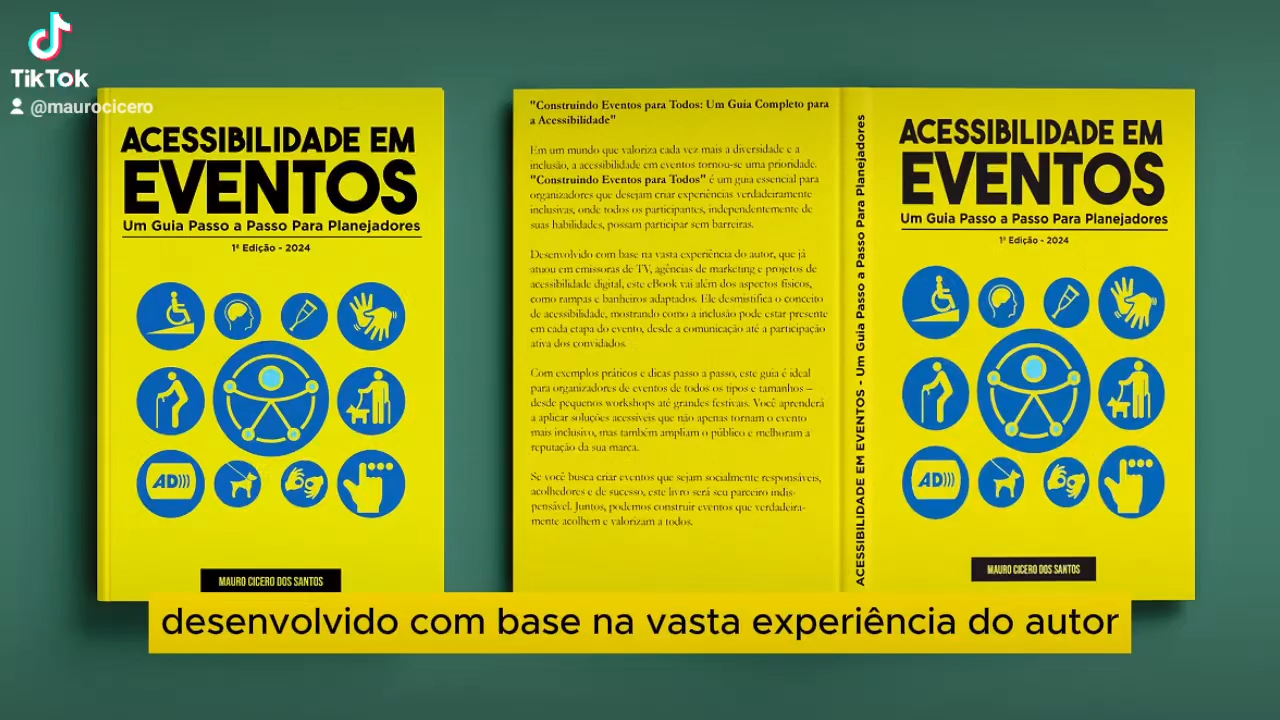 TikTok
@maurocicero
ACESSIBILIDADE EM
EVENTOS
Um Guia Passo a Passo Para Planejadores
1ª Edição - 2024
AD)))
MAURO CICERO DOS SANTOS
"Construindo Eventos para Todos: Um Guia Completo para
a Acessibilidade"
Em um mundo que valoriza cada vez mais a diversidade e a
inclusão, a acessibilidade em eventos tornou-se uma prioridade.
"Construindo Eventos para Todos" é um guia essencial para
organizadores que desejam criar experiências verdadeiramente
inclusivas, onde todos os participantes, independentemente de
suas habilidades, possam participar sem barreiras.
Desenvolvido com base na vasta experiência do autor, que já
atuou em emissoras de TV, agências de marketing e projetos de
acessibilidade digital, este eBook vai além dos aspectos físicos,
como rampas e banheiros adaptados. Ele desmistifica o conceito
de acessibilidade, mostrando como a inclusão pode estar presente
em cada etapa do evento, desde a comunicação até a participação
ativa dos convidados.
Com exemplos práticos e dicas passo a passo, este guia é ideal
para organizadores de eventos de todos os tipos e tamanhos –
desde pequenos workshops até grandes festivais. Você aprenderá
a aplicar soluções acessíveis que não apenas tornam o evento
mais inclusivo, mas também ampliam o público e melhoram a
reputação da sua marca.
Se você busca criar eventos que sejam socialmente responsáveis,
acolhedores e de sucesso, este livro será seu parceiro indis-
pensável. Juntos, podemos construir eventos que verdadeira-
mente acolhem e valorizam a todos.
ACESSIBILIDADE EM EVENTOS - Um Guia Passo a Passo Para Planejadores
ACESSIBILIDADE EM
EVENTOS
Um Guia Passo a Passo Para Planejadores
1ª Edição - 2024
AD)))
MAURO CICERO DOS SANTOS
desenvolvido com base na vasta experiência do autor